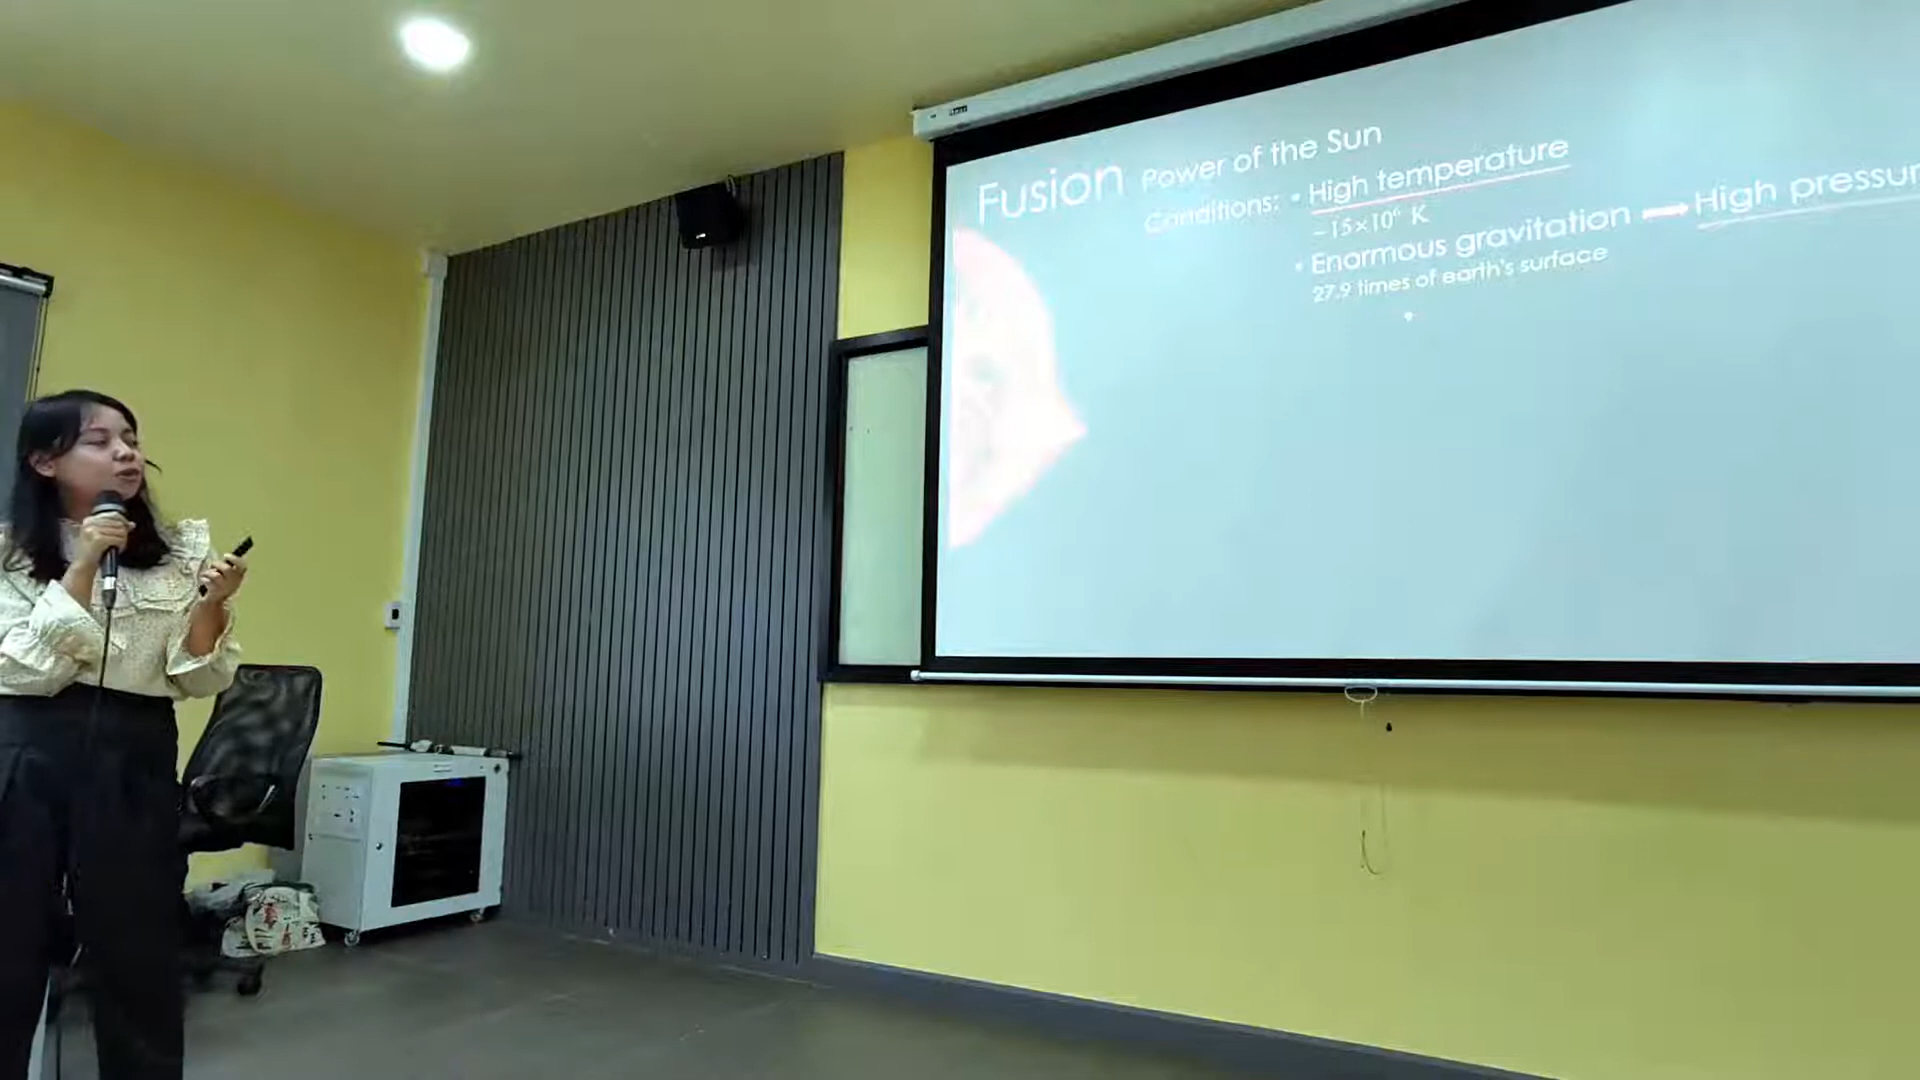 Fusion Power of the Sun
Conditions: • High temperature
~15×10⁶ K
• Enormous gravitation ➡ High pressur
27.9 times of earth's surface